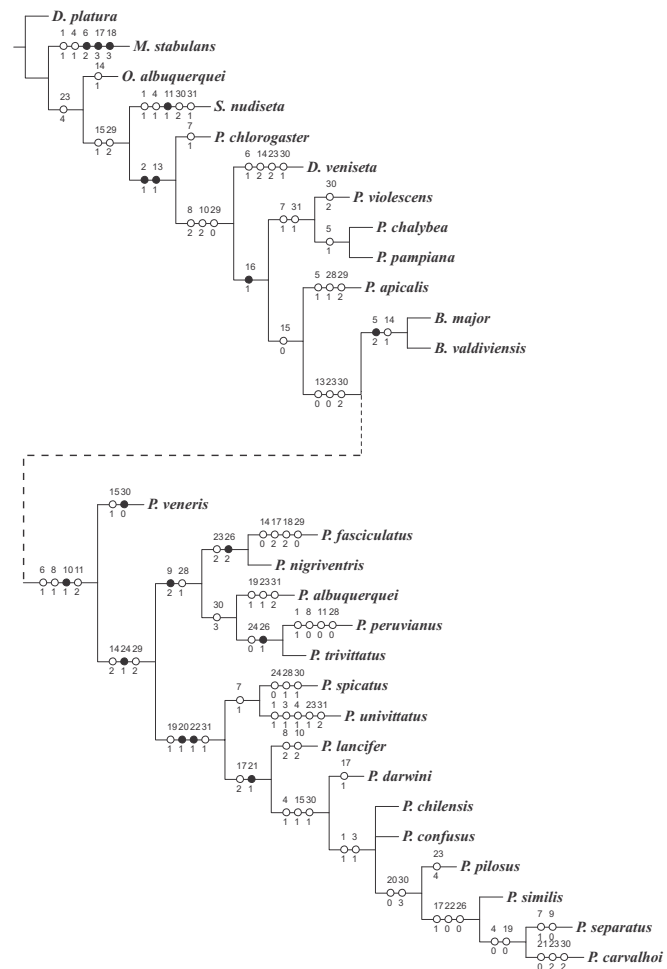 D. platura
1 4 6 17 18
M. stabulans
1 1 2 3 3
14
O. albuquerquei
1
23
4
1 4 11 30 31
S. nudiseta
1 1 1 2 1
15 29
1 2
7
P. chlorogaster
1
2 13
1 1
6 14 23 30
D. veniseta
1 2 2 1
8 10 29
2 2 0
30
P. violescens
2
7 31
1 1
P. chalybea
5
1
P. pampiana
16
1
5 28 29
P. apicalis
1 1 2
B. major
5 14
2 1
15
0
B. valdiviensis
13 23 30
0 0 2
15 30
P. veneris
1 0
14 17 18 29
P. fasciculatus
0 2 2 0
23 26
2 2
P. nigriventris
6 8 10 11
1 1 1 2
9 28
2 1
19 23 31
P. albuquerquei
1 1 2
30
3
1 8 11 28
P. peruvianus
1 0 0 0
24 26
0 1
P. trivittatus
14 24 29
2 1 2
24 28 30
P. spicatus
0 1 1
7
1
1 3 4 23 31
P. univittatus
1 1 1 1 2
19 20 22 31
1 1 1 1
8 10
P. lancifer
2 2
17 21
2 1
17
P. darwini
1
4 15 30
1 1 1
P. chilensis
P. confusus
1 3
1 1
23
P. pilosus
4
20 30
0 3
P. similis
17 22 26
1 0 0
7 9
P. separatus
1 0
4 19
0 0
21 23 30
P. carvalhoi
0 2 2